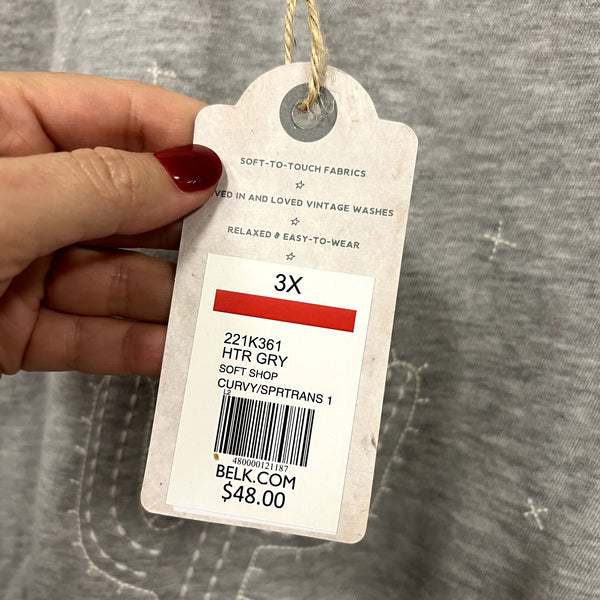 SOFT-TO-TOUCH FABRICS
IN AND LOVED VINTAGE WASHES
RELAXED & EASY-TO-WEAR
3X
221K361
HTR GRY
SOFT SHOP
CURVY/SPRTRANS 1
480000121187
BELK.COM
$48.00